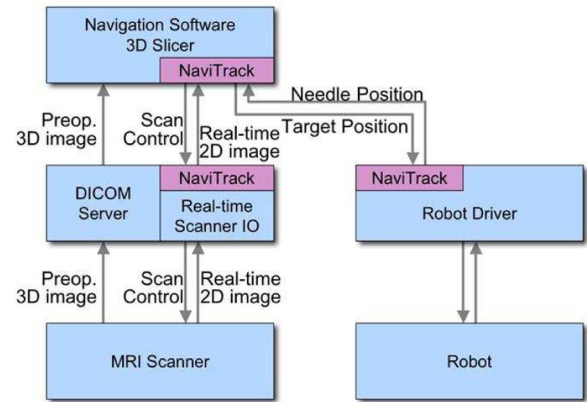 Navigation Software
3D Slicer
NaviTrack
Needle Position
Target Position
Preop.
3D image
Scan
Control
Real-time
2D image
DICOM
Server
NaviTrack
Real-time
Scanner IO
NaviTrack
Robot Driver
Preop.
3D image
Scan
Control
Real-time
2D image
MRI Scanner
Robot